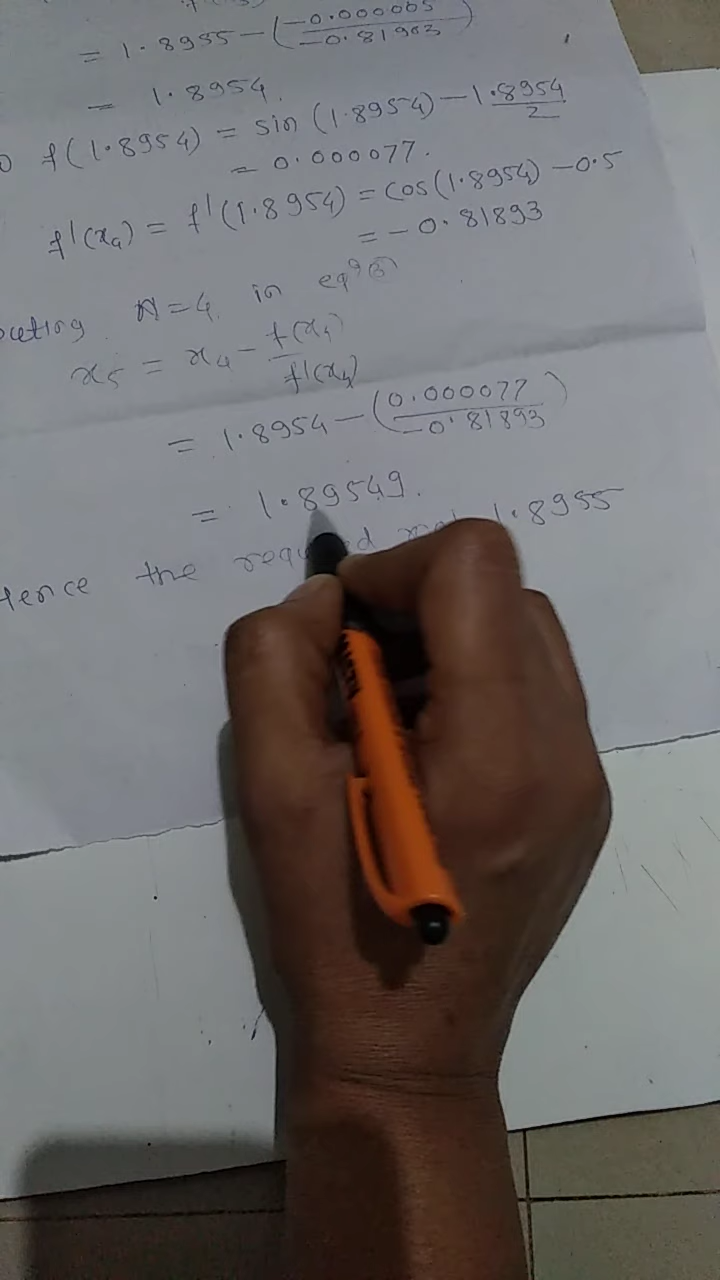 = 1.8955 - (-0.000065 / -0.81903)
= 1.8954.
f(1.8954) = sin (1.8954) - 1.8954/2
= 0.000077.
f'(x₄) = f'(1.8954) = cos(1.8954) - 0.5
= -0.81893
N=4 in eqⁿ(3)
x₅ = x₄ - f(x₄)/f'(x₄)
= 1.8954 - (0.000077 / -0.81893)
= 1.89549.
Hence the 1.8955